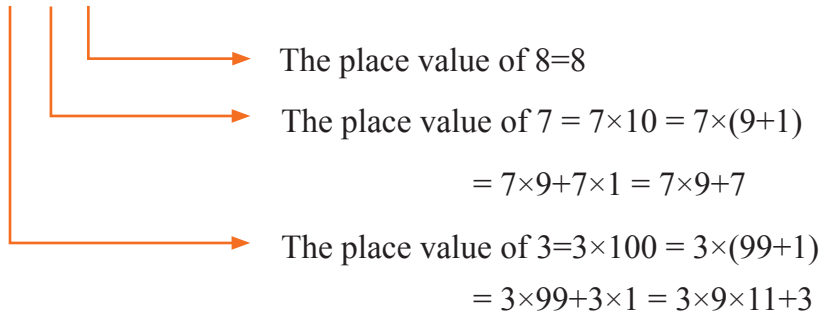 The place value of 8=8
The place value of 7 = 7×10 = 7×(9+1)
= 7×9+7×1 = 7×9+7
The place value of 3=3×100 = 3×(99+1)
= 3×99+3×1 = 3×9×11+3